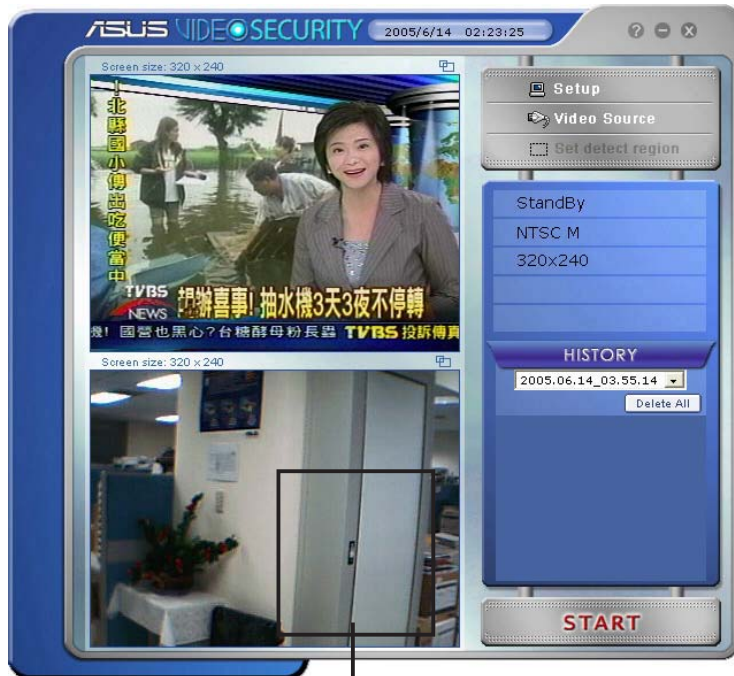 ASUS VIDEO SECURITY
2005/6/14 02:23:25
Screen size: 320 x 240
!北縣國小傳出吃便當中
TVBS
NEWS
想辦喜事!抽水機3天3夜不停轉
機! 國營也黑心?台糖酵母粉長蟲 TVBS 投訴傳真
Screen size: 320 x 240
Setup
Video Source
Set detect region
StandBy
NTSC M
320x240
HISTORY
2005.06.14_03.55.14
Delete All
START